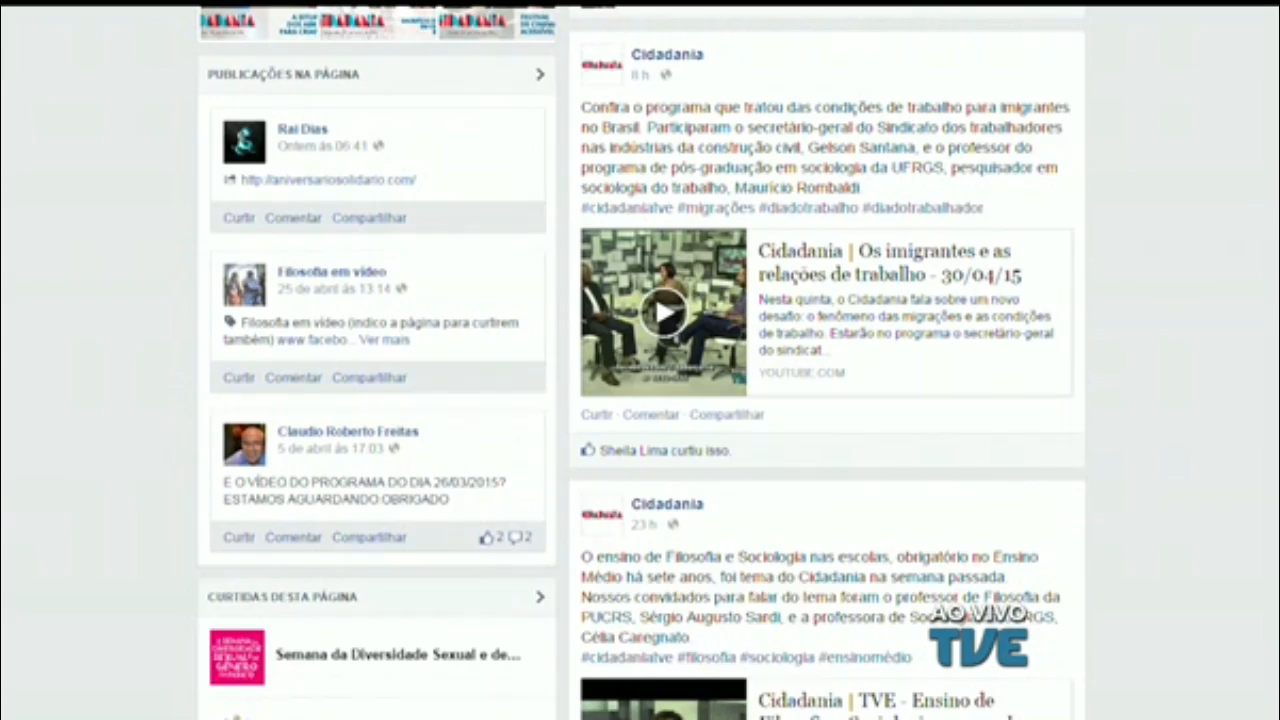 CIDADANIA
CIDADANIA
CIDADANIA
PUBLICAÇÕES NA PÁGINA
Rai Dias
Ontem às 06:41
http://aniversariosolidario.com/
Curtir Comentar Compartilhar
Filosofia em vídeo
25 de abril às 13:14
Filosofia em vídeo (indico a página para curtirem
também) www.facebo... Ver mais
Curtir Comentar Compartilhar
Claudio Roberto Freitas
5 de abril às 17:03
E O VÍDEO DO PROGRAMA DO DIA 26/03/2015?
ESTAMOS AGUARDANDO OBRIGADO
Curtir Comentar Compartilhar 2 2
CURTIDAS DESTA PÁGINA
Semana da Diversidade Sexual e de...
Cidadania
8 h
Confira o programa que tratou das condições de trabalho para imigrantes
no Brasil. Participaram o secretário-geral do Sindicato dos trabalhadores
nas indústrias da construção civil, Gelson Santana, e o professor do
programa de pós-graduação em sociologia da UFRGS, pesquisador em
sociologia do trabalho, Maurício Rombaldi.
#cidadaniatve #migrações #diadotrabalho #diadotrabalhador
Cidadania | Os imigrantes e as
relações de trabalho - 30/04/15
Nesta quinta, o Cidadania fala sobre um novo
desafio: o fenômeno das migrações e as condições
de trabalho. Estarão no programa o secretário-geral
do sindicat...
YOUTUBE.COM
Curtir · Comentar · Compartilhar
Sheila Lima curtiu isso.
Cidadania
23 h
O ensino de Filosofia e Sociologia nas escolas, obrigatório no Ensino
Médio há sete anos, foi tema do Cidadania na semana passada.
Nossos convidados para falar do tema foram o professor de Filosofia da
PUCRS, Sérgio Augusto Sardi, e a professora de
Célia Caregnato.
#cidadaniatve #filosofia #sociologia #ensinomédio
AO VIVO
TVE
Cidadania | TVE - Ensino de